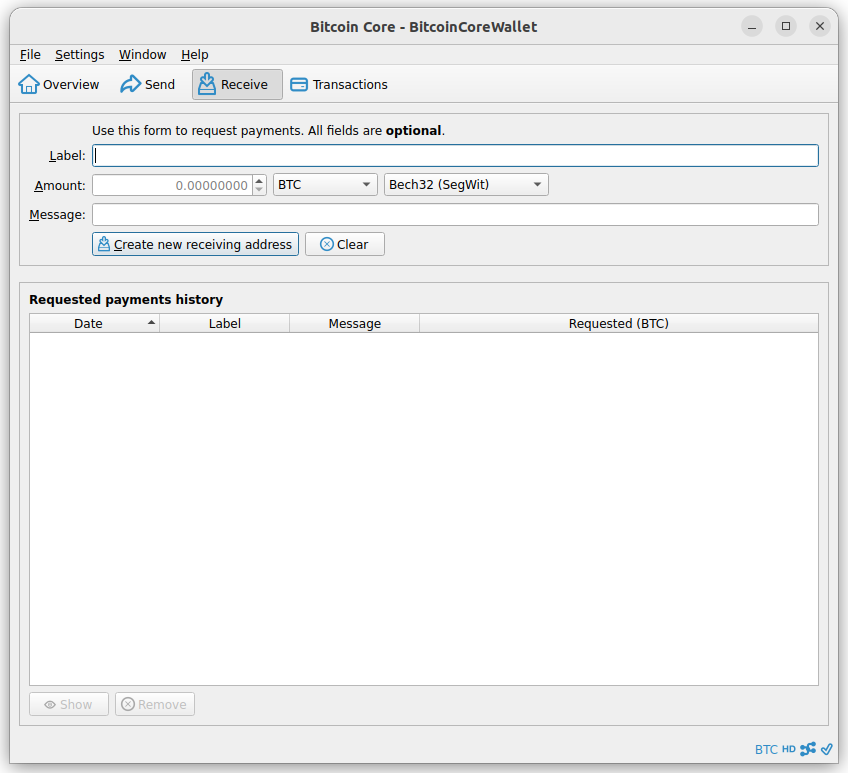 Bitcoin Core - BitcoinCoreWallet
File Settings Window Help
Overview Send Receive Transactions
Use this form to request payments. All fields are optional.
Label:
Amount: 0.00000000 BTC Bech32 (SegWit)
Message:
Create new receiving address Clear
Requested payments history
Date Label Message Requested (BTC)
Show Remove
BTC HD